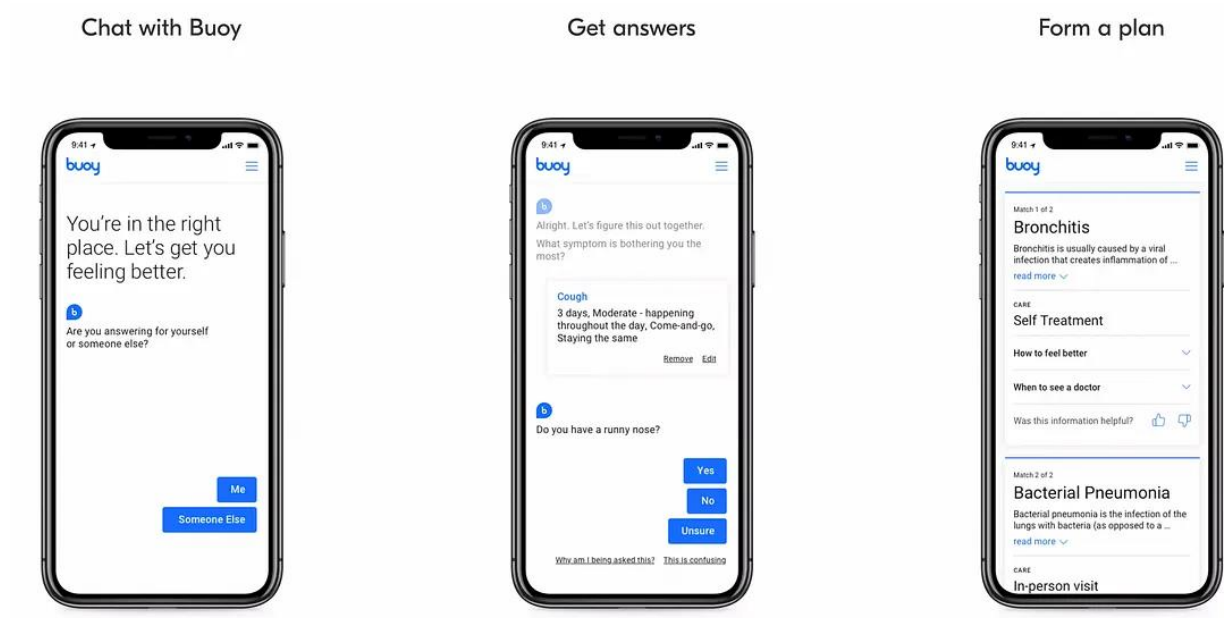 Chat with Buoy
9:41
buoy
You're in the right
place. Let's get you
feeling better.
b
Are you answering for yourself
or someone else?
Me
Someone Else
Get answers
9:41
buoy
b
Alright. Let's figure this out together.
What symptom is bothering you the
most?
Cough
3 days, Moderate - happening
throughout the day, Come-and-go,
Staying the same
Remove Edit
b
Do you have a runny nose?
Yes
No
Unsure
Why am I being asked this? This is confusing
Form a plan
9:41
buoy
Match 1 of 2
Bronchitis
Bronchitis is usually caused by a viral
infection that creates inflammation of ...
read more
CARE
Self Treatment
How to feel better
When to see a doctor
Was this information helpful?
Match 2 of 2
Bacterial Pneumonia
Bacterial pneumonia is the infection of the
lungs with bacteria (as opposed to a ...
read more
CARE
In-person visit